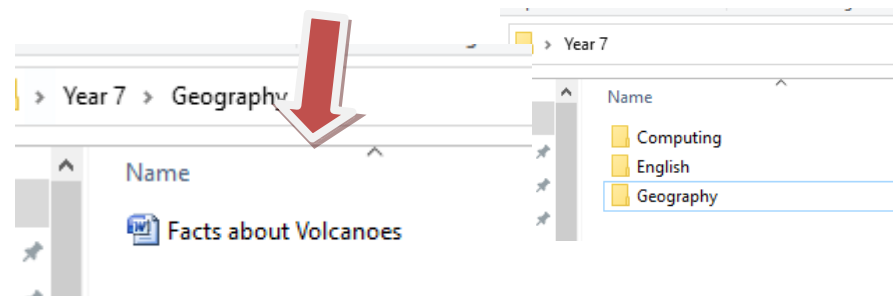 > Year 7 > Geography
Name
Facts about Volcanoes
> Year 7
Name
Computing
English
Geography